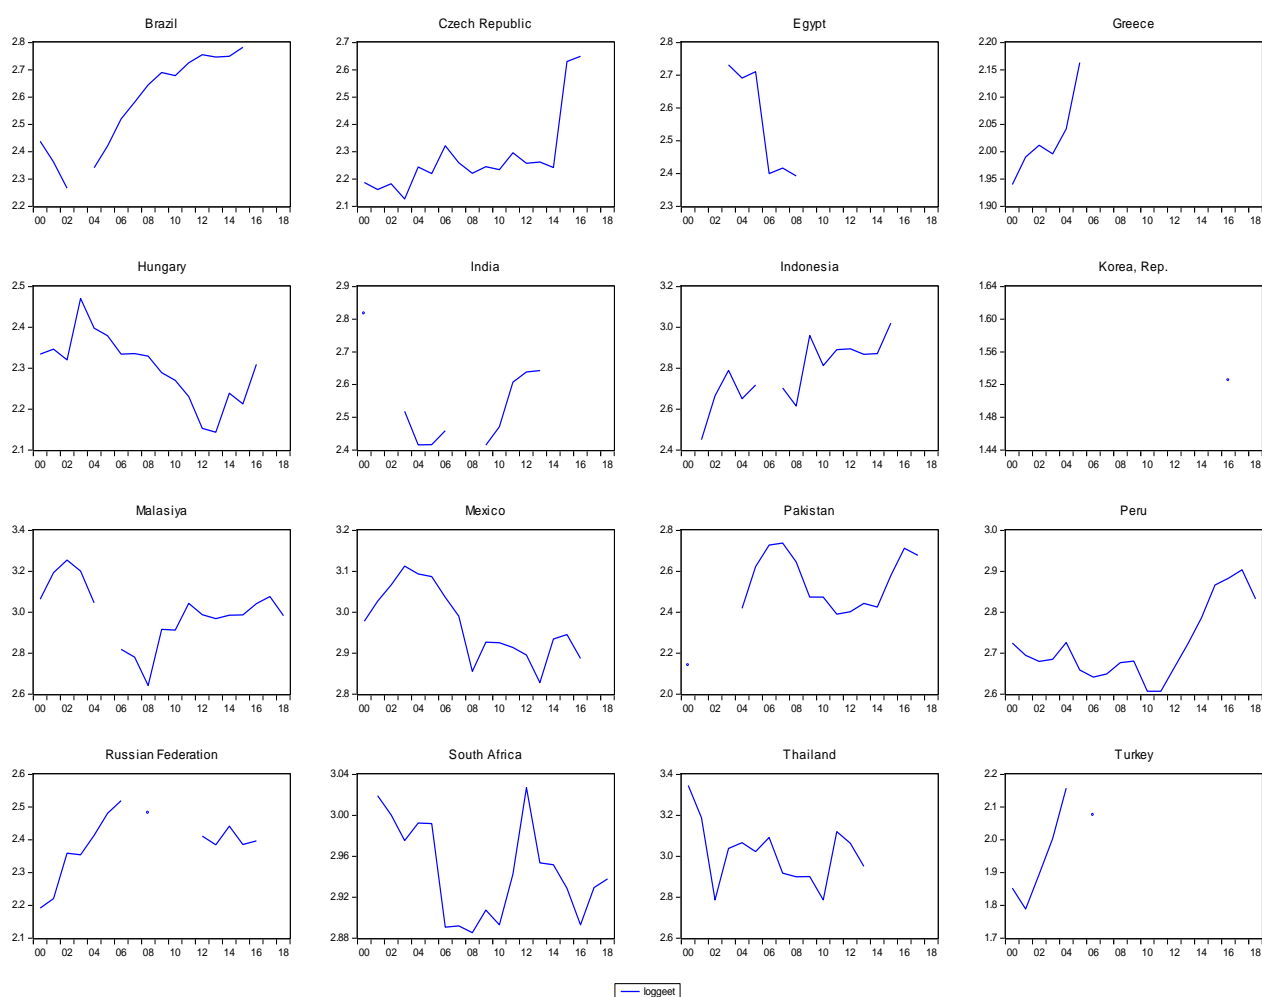 Brazil
2.8
2.7
2.6
2.5
2.4
2.3
2.2
00 02 04 06 08 10 12 14 16 18
Czech Republic
2.7
2.6
2.5
2.4
2.3
2.2
2.1
00 02 04 06 08 10 12 14 16 18
Egypt
2.8
2.7
2.6
2.5
2.4
2.3
00 02 04 06 08 10 12 14 16 18
Greece
2.20
2.15
2.10
2.05
2.00
1.95
1.90
00 02 04 06 08 10 12 14 16 18
Hungary
2.5
2.4
2.3
2.2
2.1
00 02 04 06 08 10 12 14 16 18
India
2.9
2.8
2.7
2.6
2.5
2.4
00 02 04 06 08 10 12 14 16 18
Indonesia
3.2
3.0
2.8
2.6
2.4
00 02 04 06 08 10 12 14 16 18
Korea, Rep.
1.64
1.60
1.56
1.52
1.48
1.44
00 02 04 06 08 10 12 14 16 18
Malasiya
3.4
3.2
3.0
2.8
2.6
00 02 04 06 08 10 12 14 16 18
Mexico
3.2
3.1
3.0
2.9
2.8
00 02 04 06 08 10 12 14 16 18
Pakistan
2.8
2.6
2.4
2.2
2.0
00 02 04 06 08 10 12 14 16 18
Peru
3.0
2.9
2.8
2.7
2.6
00 02 04 06 08 10 12 14 16 18
Russian Federation
2.6
2.5
2.4
2.3
2.2
2.1
00 02 04 06 08 10 12 14 16 18
South Africa
3.04
3.00
2.96
2.92
2.88
00 02 04 06 08 10 12 14 16 18
Thailand
3.4
3.2
3.0
2.8
2.6
00 02 04 06 08 10 12 14 16 18
Turkey
2.2
2.1
2.0
1.9
1.8
1.7
00 02 04 06 08 10 12 14 16 18
loggeet